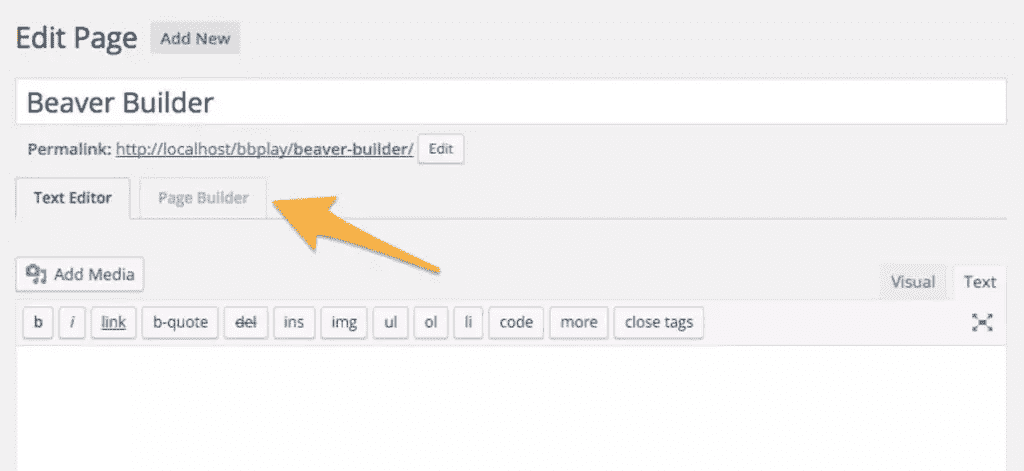 Edit Page Add New
Beaver Builder
Permalink: http://localhost/bbplay/beaver-builder/ Edit
Text Editor Page Builder
Add Media
Visual Text
b i link b-quote del ins img ul ol li code more close tags